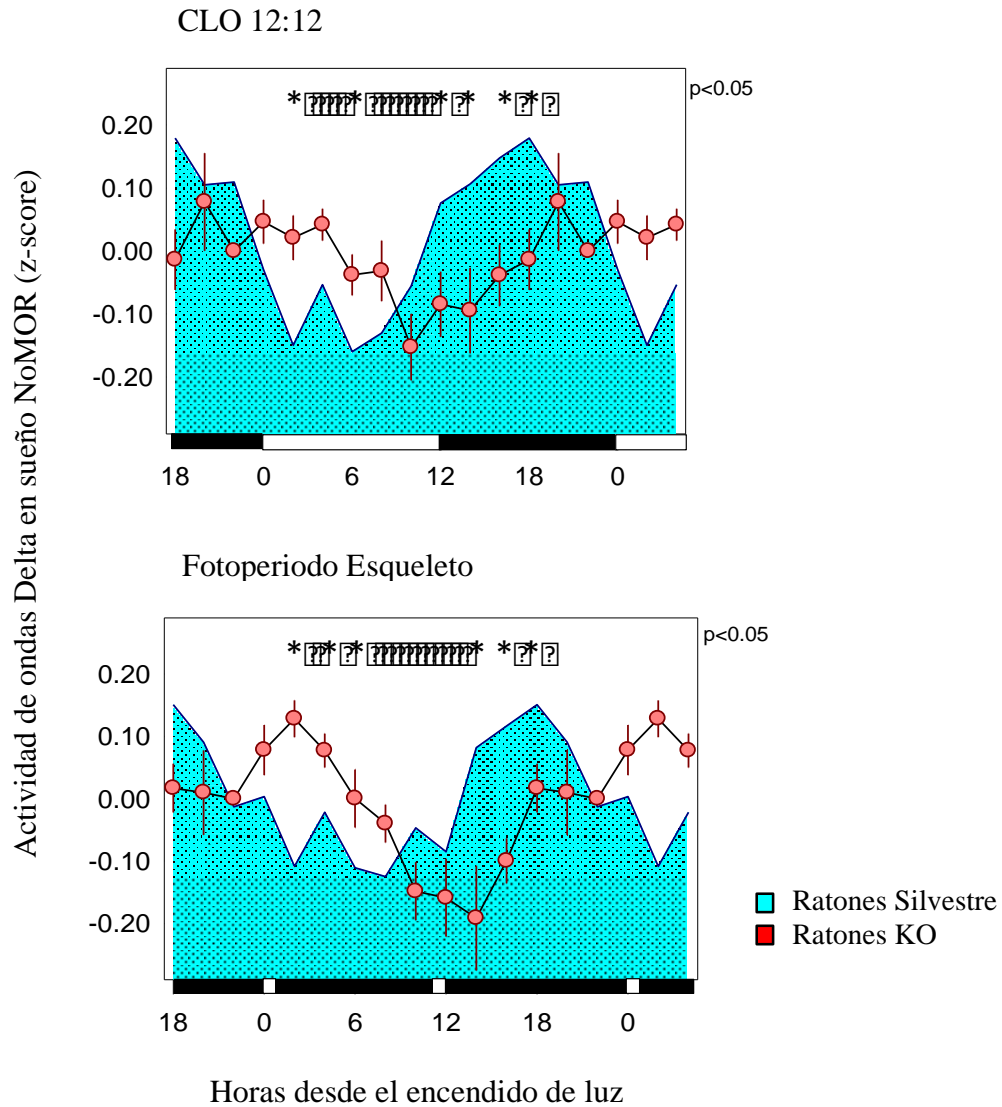 CLO 12:12
p<0.05
0.20
0.10
0.00
-0.10
-0.20
18 0 6 12 18 0
Actividad de ondas Delta en sueño NoMOR (z-score)
Fotoperiodo Esqueleto
p<0.05
0.20
0.10
0.00
-0.10
-0.20
18 0 6 12 18 0
Ratones Silvestre
Ratones KO
Horas desde el encendido de luz